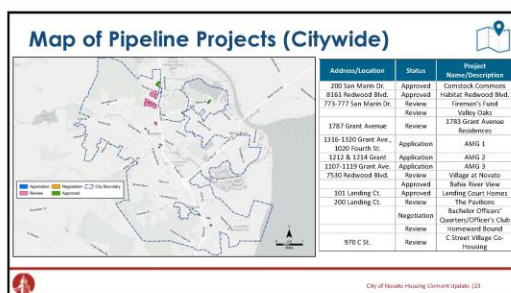 Map of Pipeline Projects (Citywide)
Application Negotiation City Boundary
Review Approved
Address/Location Status Project Name/Description
200 San Marin Dr. Approved Comstock Commons
8161 Redwood Blvd. Approved Habitat Redwood Blvd.
773-777 San Marin Dr. Review Fireman's Fund
Review Valley Oaks
1787 Grant Avenue Review 1783 Grant Avenue Residences
1316-1320 Grant Ave., 1020 Fourth St. Application AMG 1
1212 & 1214 Grant Application AMG 2
1107-1119 Grant Ave. Application AMG 3
7530 Redwood Blvd. Review Village at Novato
Approved Bahia River View
101 Landing Ct. Approved Landing Court Homes
200 Landing Ct. Review The Pavilions
Negotiation Bachelor Officers' Quarters/Officer's Club
Review Homeward Bound
970 C St. Review C Street Village Co-Housing
City of Novato Housing Element Update |23